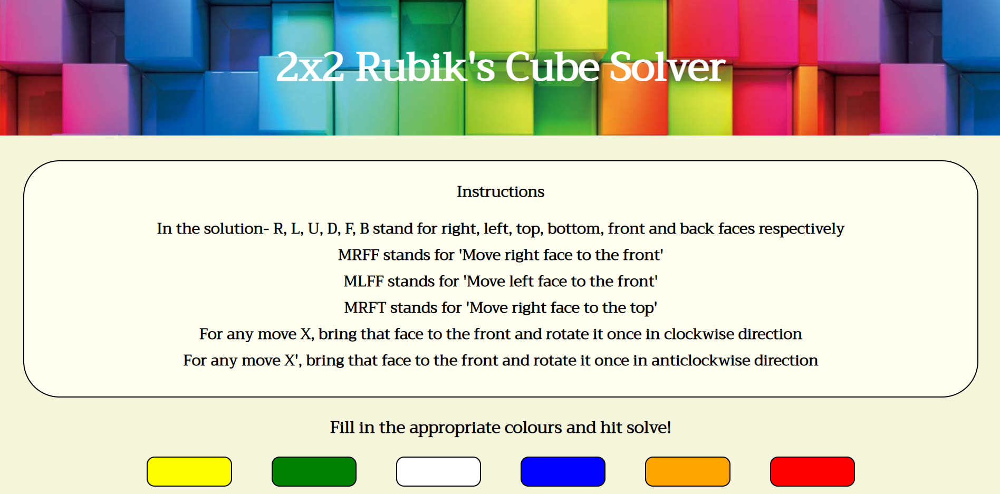 2x2 Rubik's Cube Solver
Instructions
In the solution- R, L, U, D, F, B stand for right, left, top, bottom, front and back faces respectively
MRFF stands for 'Move right face to the front'
MLFF stands for 'Move left face to the front'
MRFT stands for 'Move right face to the top'
For any move X, bring that face to the front and rotate it once in clockwise direction
For any move X', bring that face to the front and rotate it once in anticlockwise direction
Fill in the appropriate colours and hit solve!